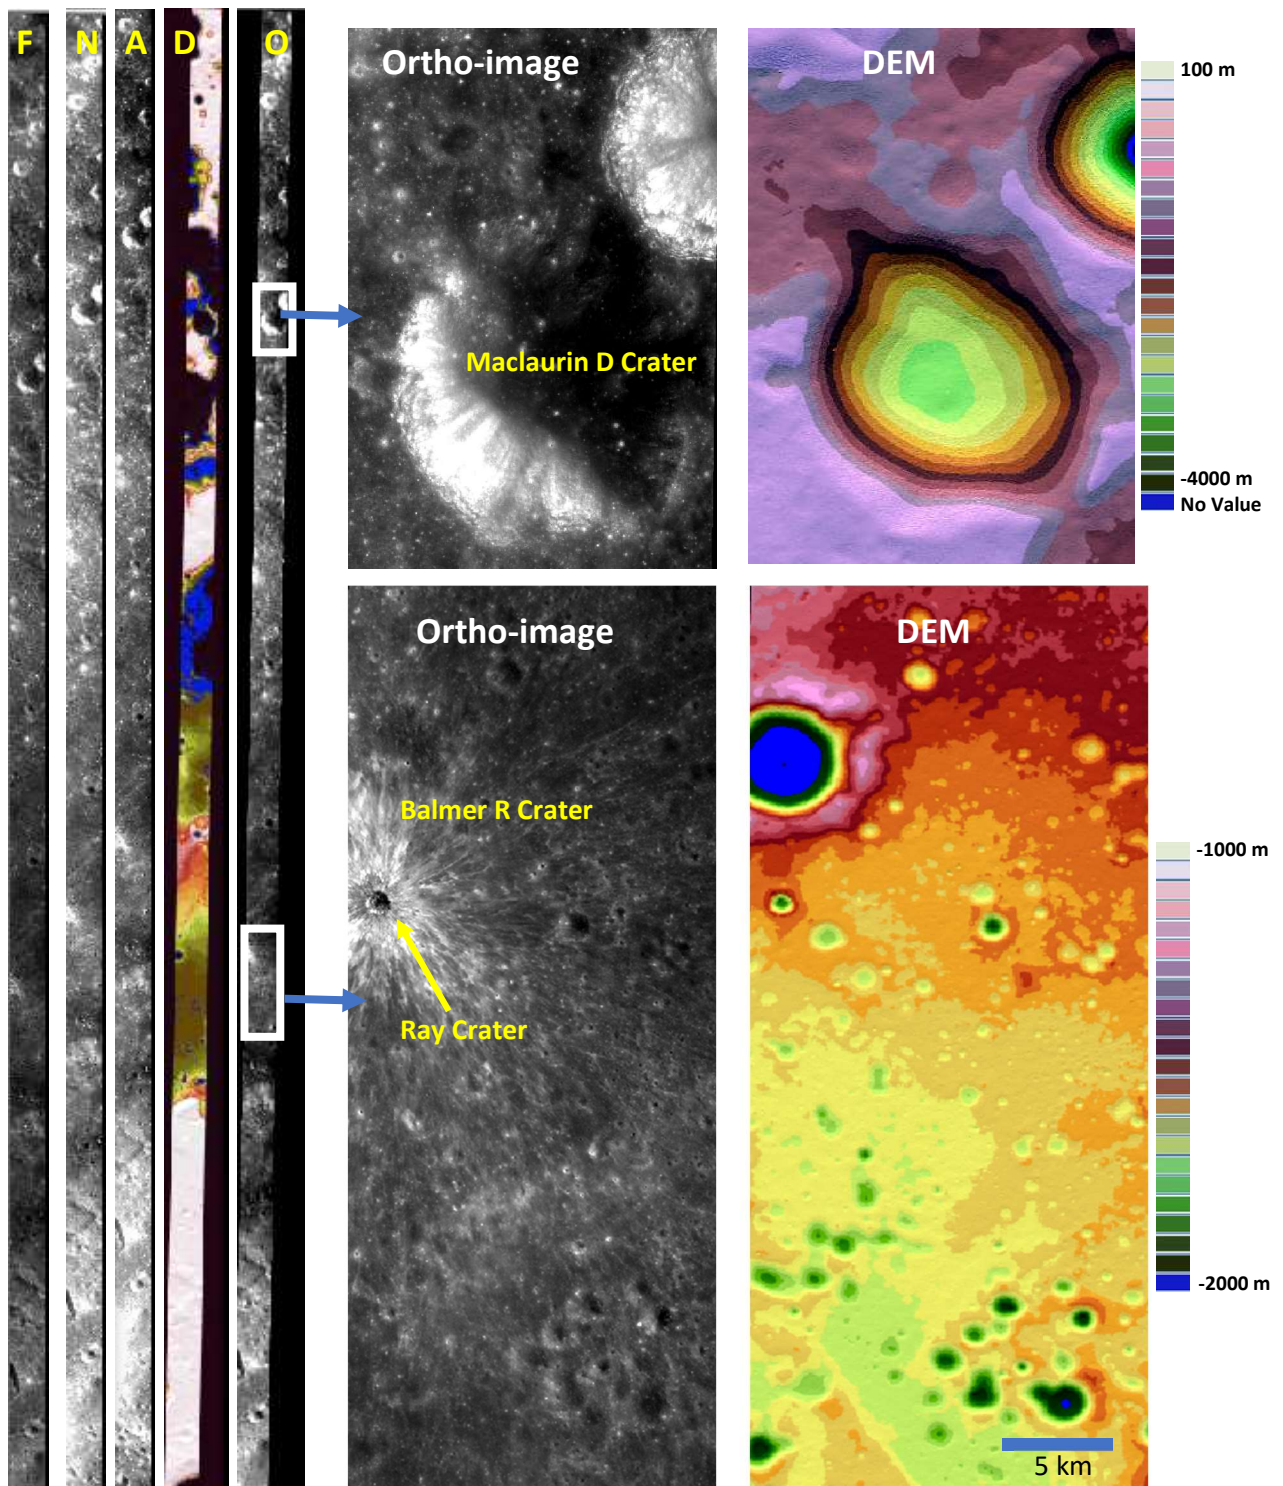 F N A D O
Ortho-image
DEM
100 m
Maclaurin D Crater
-4000 m
No Value
Ortho-image
DEM
Balmer R Crater
-1000 m
Ray Crater
-2000 m
5 km